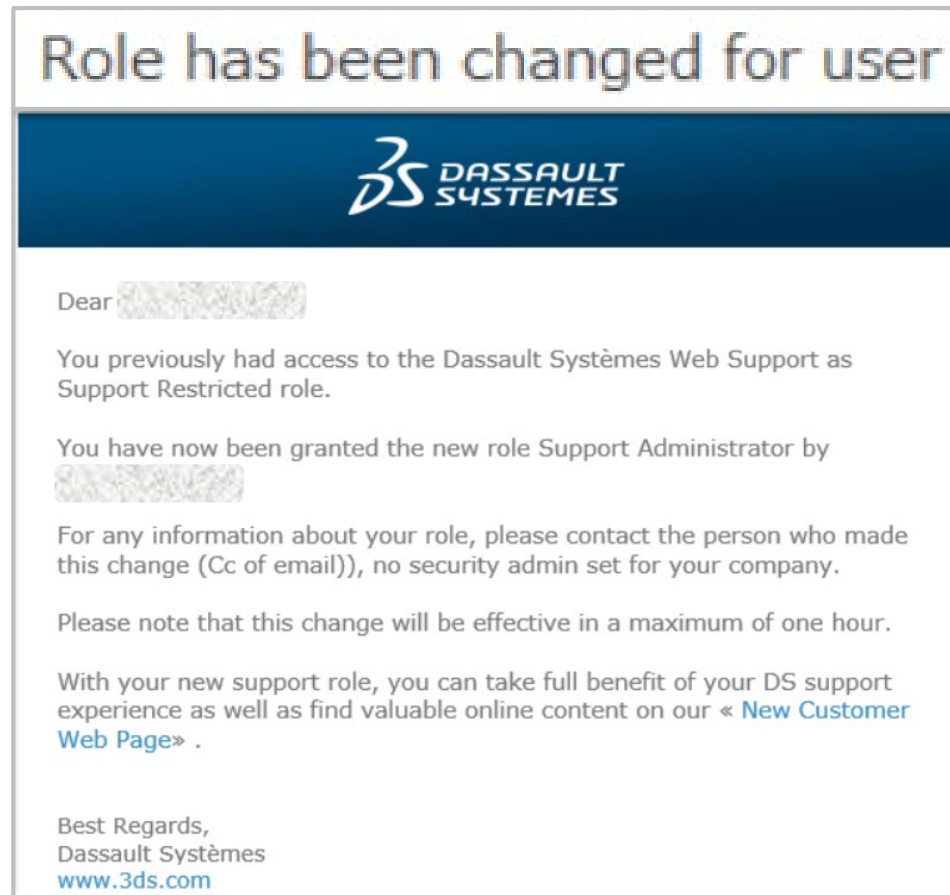 Role has been changed for user
DASSAULT
SYSTEMES
Dear
You previously had access to the Dassault Systèmes Web Support as
Support Restricted role.
You have now been granted the new role Support Administrator by
For any information about your role, please contact the person who made
this change (Cc of email)), no security admin set for your company.
Please note that this change will be effective in a maximum of one hour.
With your new support role, you can take full benefit of your DS support
experience as well as find valuable online content on our « New Customer
Web Page» .
Best Regards,
Dassault Systèmes
www.3ds.com